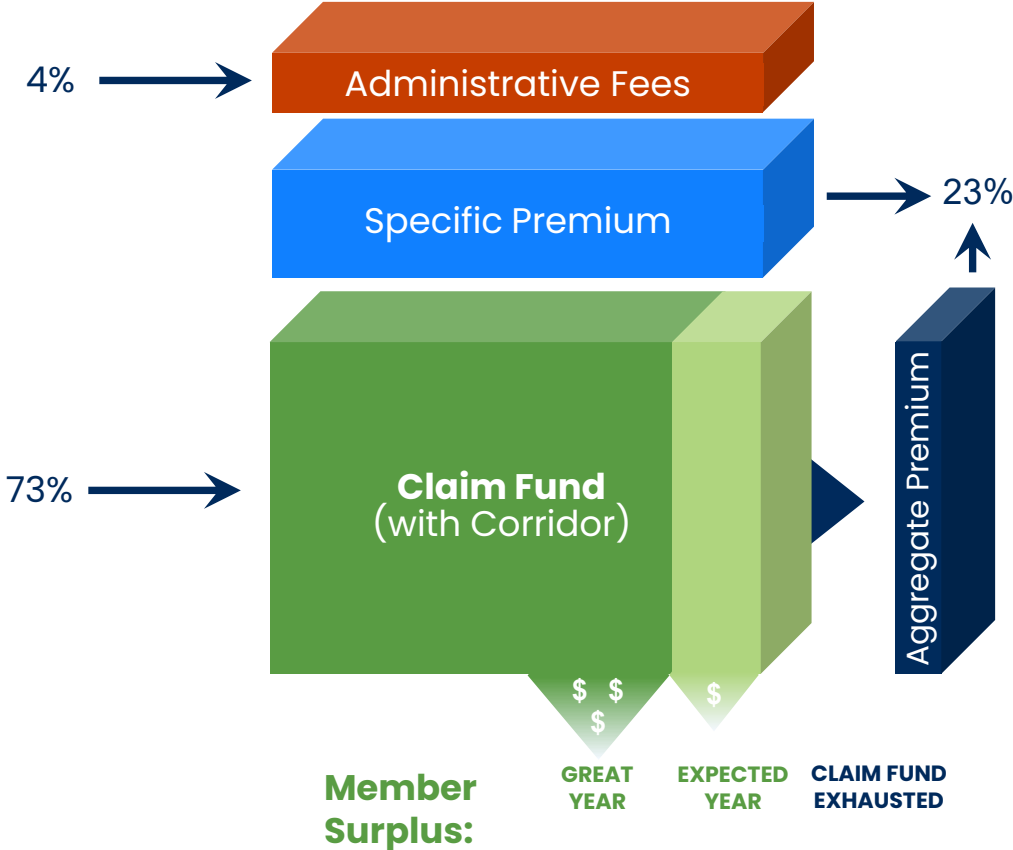 4%
Administrative Fees
Specific Premium
23%
73%
Claim Fund
(with Corridor)
Aggregate Premium
$ $
$
$
Member
Surplus:
GREAT
YEAR
EXPECTED
YEAR
CLAIM FUND
EXHAUSTED